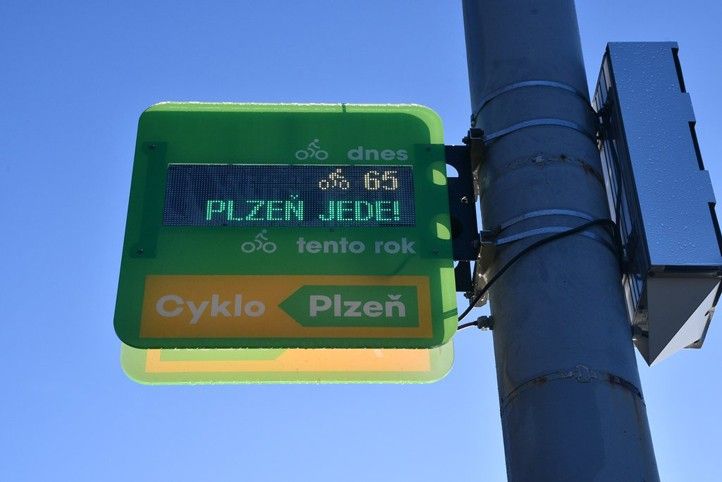 dnes
65
PLZEŇ JEDE!
tento rok
Cyklo Plzeň